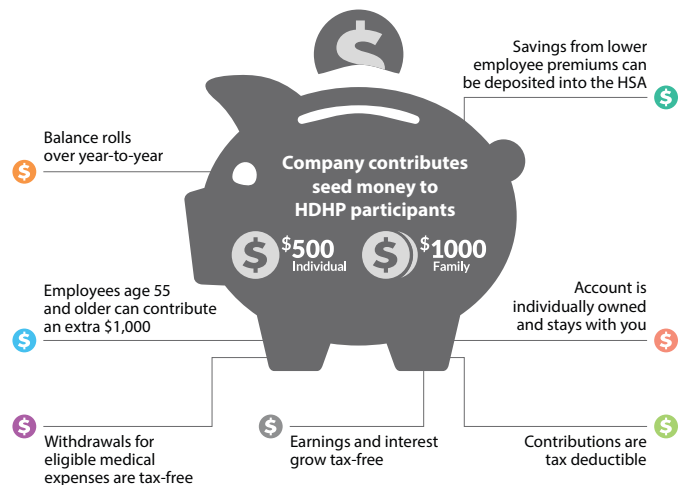 Savings from lower
employee premiums can
be deposited into the HSA
Balance rolls
over year-to-year
Company contributes
seed money to
HDHP participants
$500
Individual
$1000
Family
Employees age 55
and older can contribute
an extra $1,000
Account is
individually owned
and stays with you
Withdrawals for
eligible medical
expenses are tax-free
Earnings and interest
grow tax-free
Contributions are
tax deductible